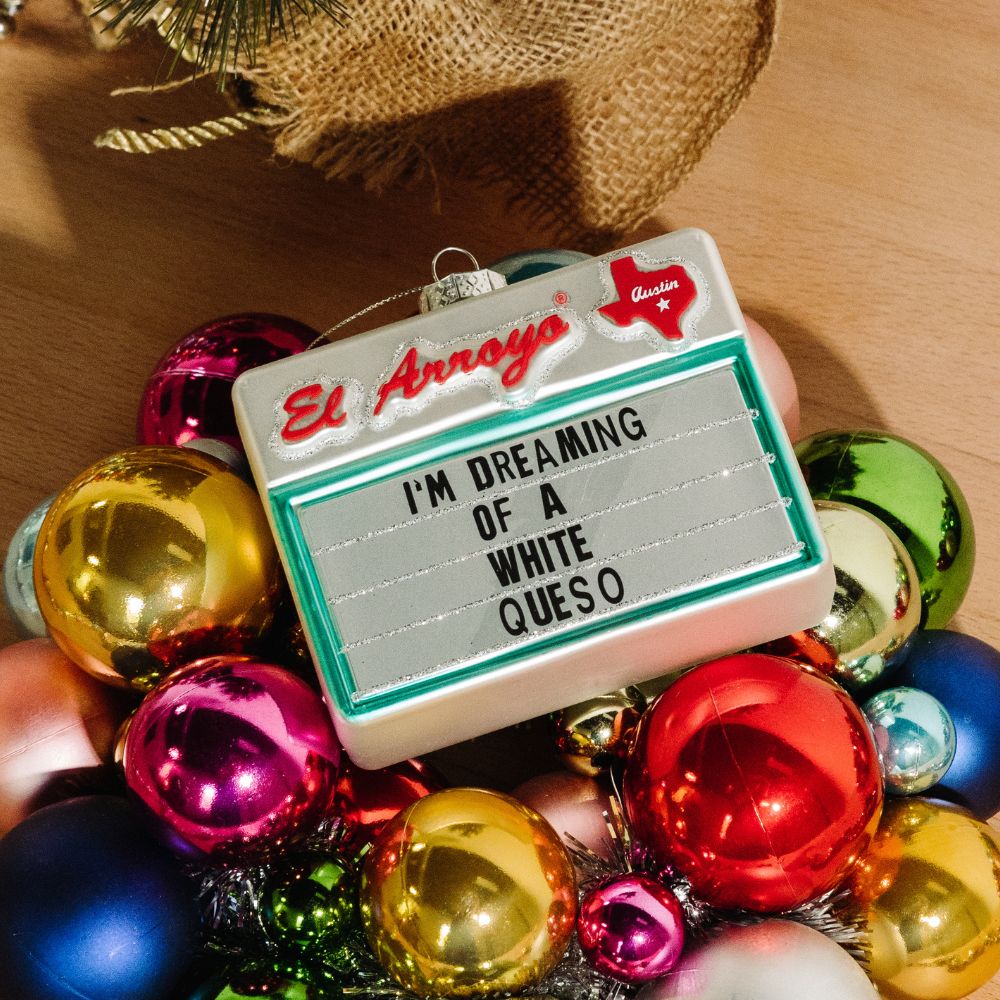 El Arroyo®
Austin
I'M DREAMING
OF A
WHITE
QUESO